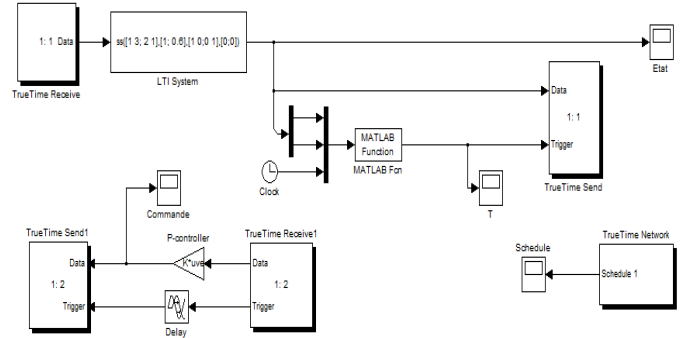 1: 1 Data
TrueTime Receive
ss([1 3; 2 1],[1; 0.6],[1 0;0 1],[0;0])
LTI System
Etat
Data
1: 1
Trigger
TrueTime Send
MATLAB
Function
MATLAB Fcn
Clock
T
Commande
TrueTime Send1
Data
1: 2
Trigger
P-controller
K*uve
Delay
TrueTime Receive1
Data
1: 2
Trigger
Schedule
TrueTime Network
Schedule 1